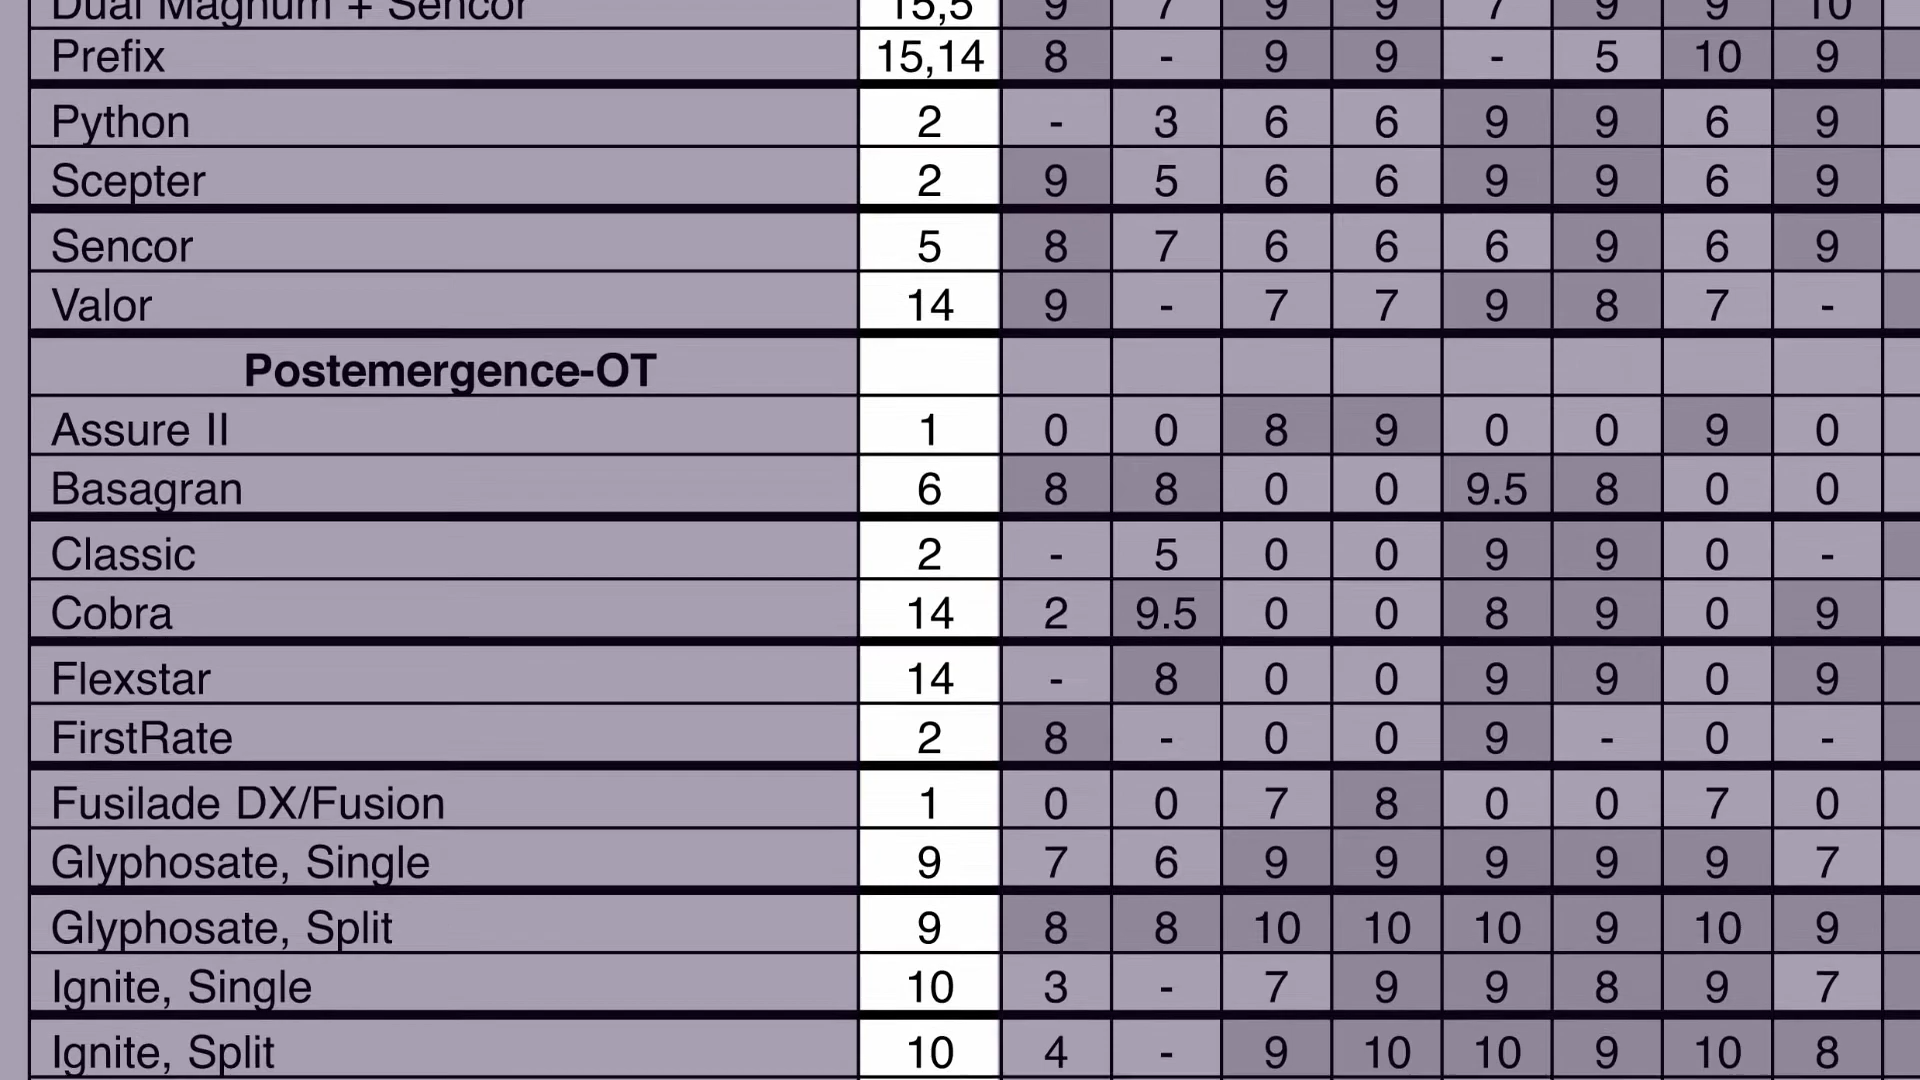 Dual Magnum + Sencor 15,5 9 7 9 9 7 9 9 10
Prefix 15,14 8 - 9 9 - 5 10 9
Python 2 - 3 6 6 9 9 6 9
Scepter 2 9 5 6 6 9 9 6 9
Sencor 5 8 7 6 6 6 9 6 9
Valor 14 9 - 7 7 9 8 7 -
Postemergence-OT
Assure II 1 0 0 8 9 0 0 9 0
Basagran 6 8 8 0 0 9.5 8 0 0
Classic 2 - 5 0 0 9 9 0 -
Cobra 14 2 9.5 0 0 8 9 0 9
Flexstar 14 - 8 0 0 9 9 0 9
FirstRate 2 8 - 0 0 9 - 0 -
Fusilade DX/Fusion 1 0 0 7 8 0 0 7 0
Glyphosate, Single 9 7 6 9 9 9 9 9 7
Glyphosate, Split 9 8 8 10 10 10 9 10 9
Ignite, Single 10 3 - 7 9 9 8 9 7
Ignite, Split 10 4 - 9 10 10 9 10 8